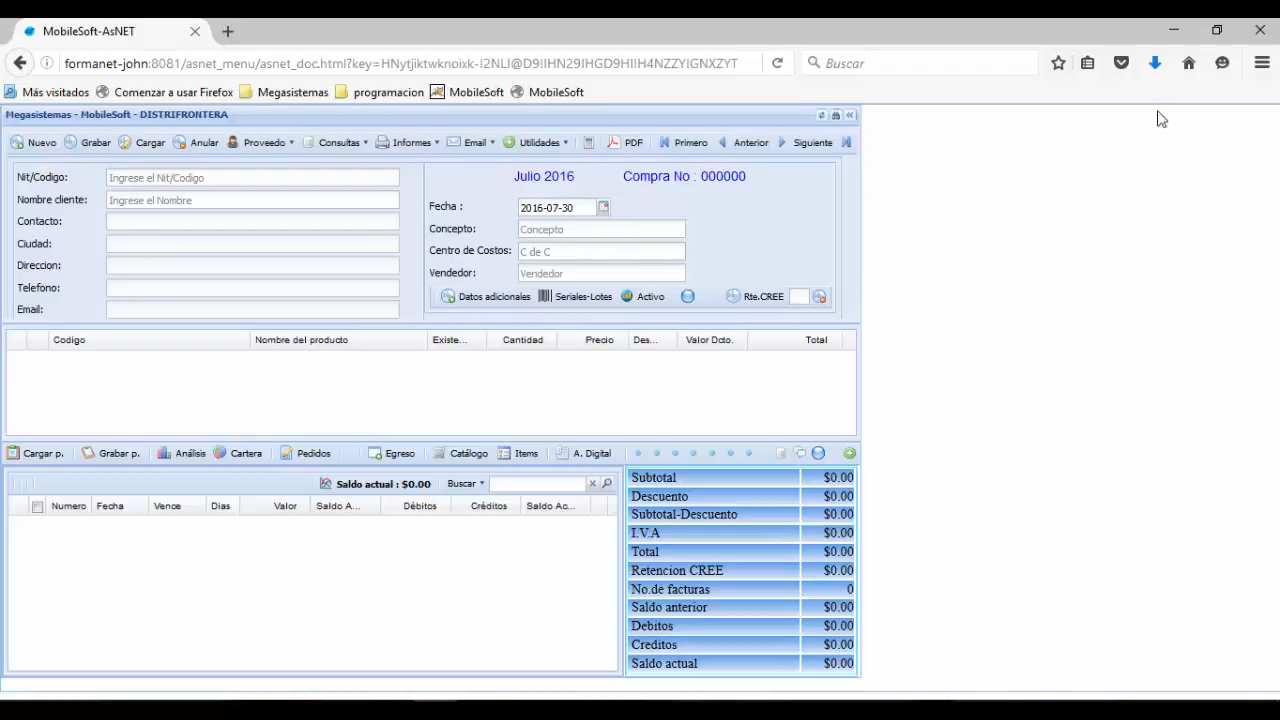 MobileSoft-AsNET
formanet-john:8081/asnet_menu/asnet_doc.html?key=HNytjiktwknoixk-!2NLI@D9!IHN29IHGD9HI!H4NZZYIGNXZYT
Buscar
Más visitados Comenzar a usar Firefox Megasistemas programacion MobileSoft MobileSoft
Megasistemas - MobileSoft - DISTRIFRONTERA
Nuevo Grabar Cargar Anular Proveedo Consultas Informes Email Utilidades PDF Primero Anterior Siguiente
Nit/Codigo: Ingrese el Nit/Codigo
Nombre cliente: Ingrese el Nombre
Contacto:
Ciudad:
Direccion:
Telefono:
Email:
Julio 2016 Compra No : 000000
Fecha : 2016-07-30
Concepto: Concepto
Centro de Costos: C de C
Vendedor: Vendedor
Datos adicionales Seriales-Lotes Activo Rte.CREE
Codigo Nombre del producto Existe... Cantidad Precio Des... Valor Dcto. Total
Cargar p. Grabar p. Análisis Cartera Pedidos Egreso Catálogo Items A. Digital
Saldo actual : $0.00 Buscar
Numero Fecha Vence Dias Valor Saldo A... Débitos Créditos Saldo Ac...
Subtotal $0.00
Descuento $0.00
Subtotal-Descuento $0.00
I.V.A $0.00
Total $0.00
Retencion CREE $0.00
No.de facturas 0
Saldo anterior $0.00
Debitos $0.00
Creditos $0.00
Saldo actual $0.00